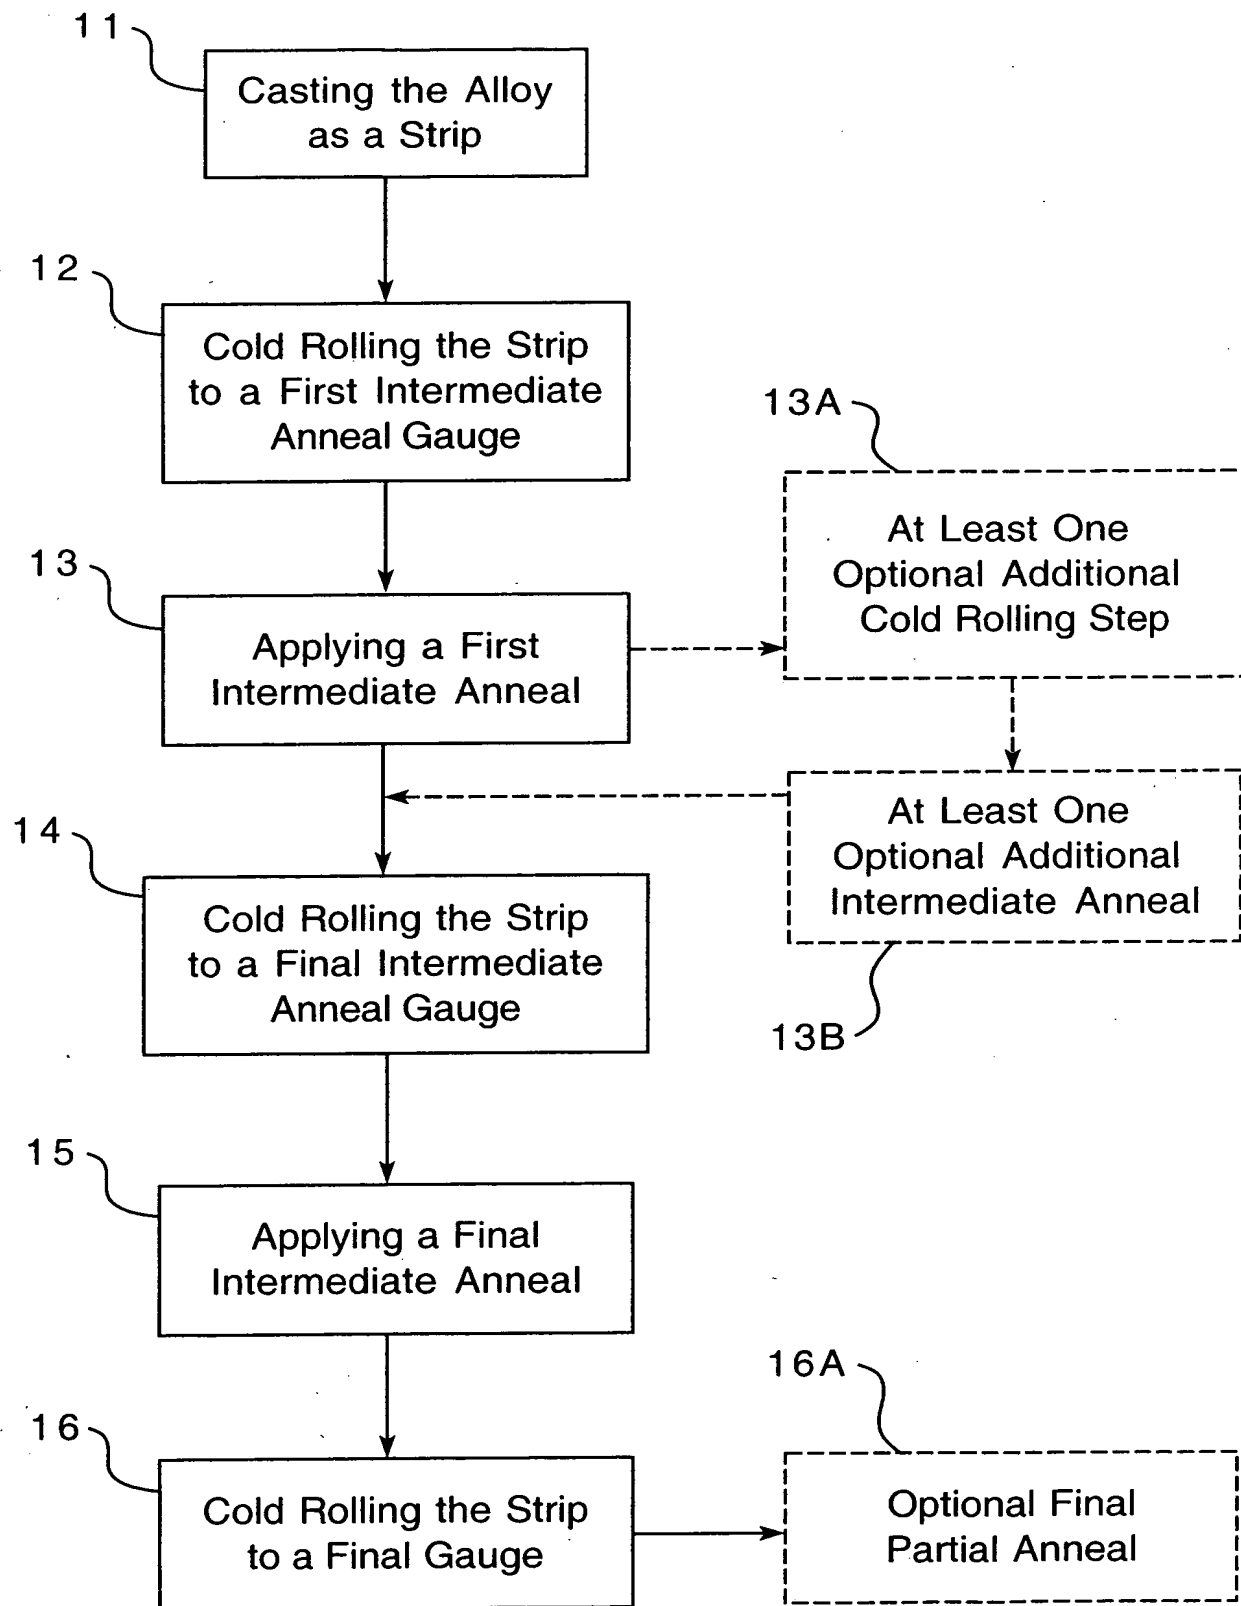 11
Casting the Alloy
as a Strip
12
Cold Rolling the Strip
to a First Intermediate
Anneal Gauge
13
Applying a First
Intermediate Anneal
13A
At Least One
Optional Additional
Cold Rolling Step
At Least One
Optional Additional
Intermediate Anneal
13B
14
Cold Rolling the Strip
to a Final Intermediate
Anneal Gauge
15
Applying a Final
Intermediate Anneal
16
Cold Rolling the Strip
to a Final Gauge
16A
Optional Final
Partial Anneal